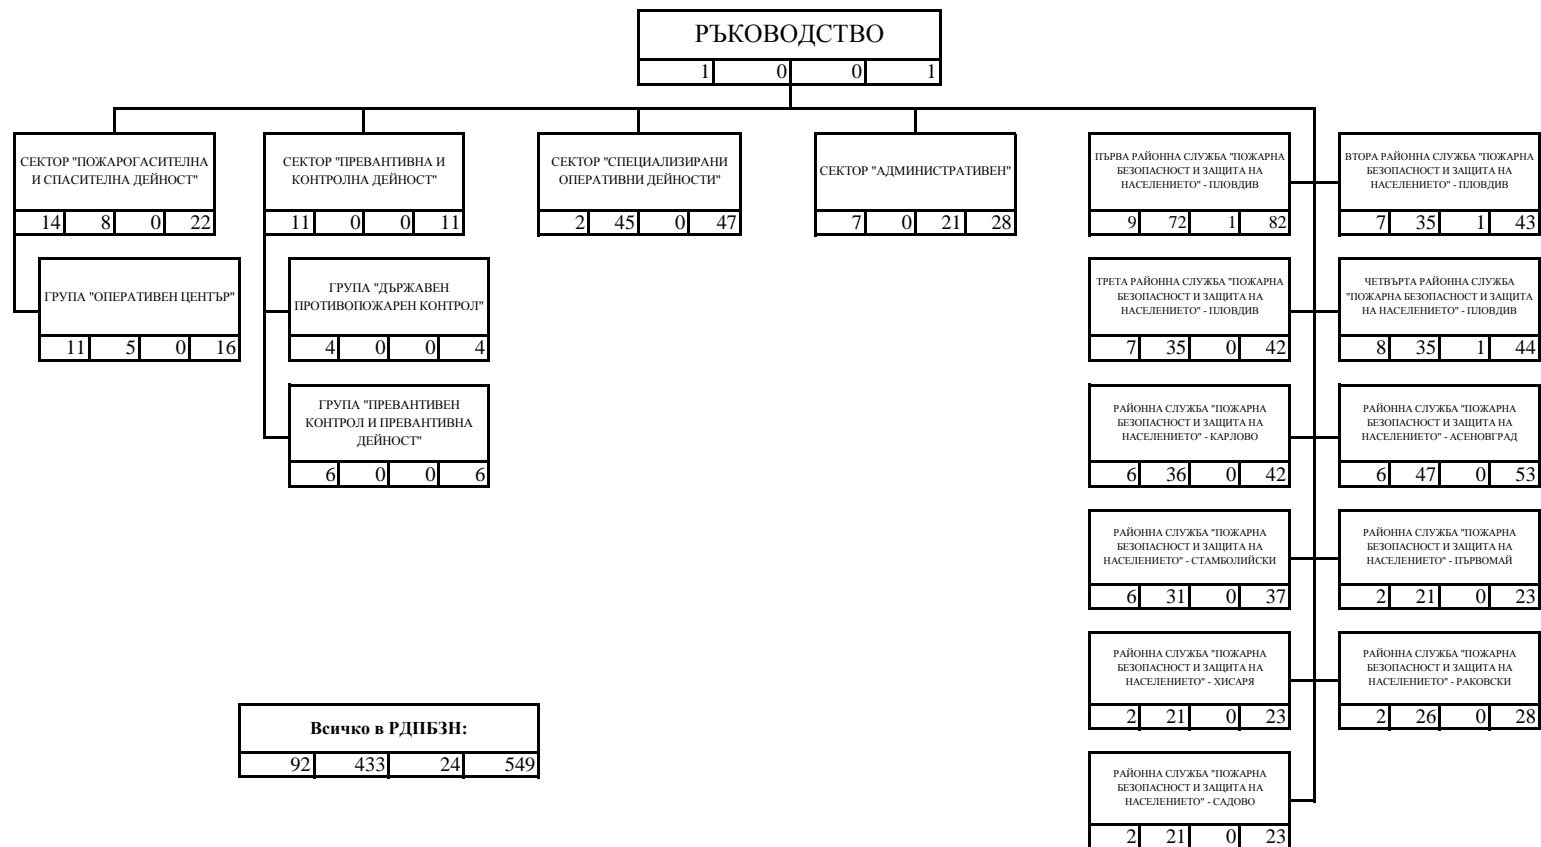 РЪКОВОДСТВО
1 0 0 1
СЕКТОР "ПОЖАРОГАСИТЕЛНА
И СПАСИТЕЛНА ДЕЙНОСТ"
14 8 0 22
ГРУПА "ОПЕРАТИВЕН ЦЕНТЪР"
11 5 0 16
СЕКТОР "ПРЕВАНТИВНА И
КОНТРОЛНА ДЕЙНОСТ"
11 0 0 11
ГРУПА "ДЪРЖАВЕН
ПРОТИВОПОЖАРЕН КОНТРОЛ"
4 0 0 4
ГРУПА "ПРЕВАНТИВЕН
КОНТРОЛ И ПРЕВАНТИВНА
ДЕЙНОСТ"
6 0 0 6
СЕКТОР "СПЕЦИАЛИЗИРАНИ
ОПЕРАТИВНИ ДЕЙНОСТИ"
2 45 0 47
СЕКТОР "АДМИНИСТРАТИВЕН"
7 0 21 28
ПЪРВА РАЙОННА СЛУЖБА "ПОЖАРНА
БЕЗОПАСНОСТ И ЗАЩИТА НА
НАСЕЛЕНИЕТО" - ПЛОВДИВ
9 72 1 82
ВТОРА РАЙОННА СЛУЖБА "ПОЖАРНА
БЕЗОПАСНОСТ И ЗАЩИТА НА
НАСЕЛЕНИЕТО" - ПЛОВДИВ
7 35 1 43
ТРЕТА РАЙОННА СЛУЖБА "ПОЖАРНА
БЕЗОПАСНОСТ И ЗАЩИТА НА
НАСЕЛЕНИЕТО" - ПЛОВДИВ
7 35 0 42
ЧЕТВЪРТА РАЙОННА СЛУЖБА
"ПОЖАРНА БЕЗОПАСНОСТ И ЗАЩИТА
НА НАСЕЛЕНИЕТО" - ПЛОВДИВ
8 35 1 44
РАЙОННА СЛУЖБА "ПОЖАРНА
БЕЗОПАСНОСТ И ЗАЩИТА НА
НАСЕЛЕНИЕТО" - КАРЛОВО
6 36 0 42
РАЙОННА СЛУЖБА "ПОЖАРНА
БЕЗОПАСНОСТ И ЗАЩИТА НА
НАСЕЛЕНИЕТО" - АСЕНОВГРАД
6 47 0 53
РАЙОННА СЛУЖБА "ПОЖАРНА
БЕЗОПАСНОСТ И ЗАЩИТА НА
НАСЕЛЕНИЕТО" - СТАМБОЛИЙСКИ
6 31 0 37
РАЙОННА СЛУЖБА "ПОЖАРНА
БЕЗОПАСНОСТ И ЗАЩИТА НА
НАСЕЛЕНИЕТО" - ПЪРВОМАЙ
2 21 0 23
РАЙОННА СЛУЖБА "ПОЖАРНА
БЕЗОПАСНОСТ И ЗАЩИТА НА
НАСЕЛЕНИЕТО" - ХИСАРЯ
2 21 0 23
РАЙОННА СЛУЖБА "ПОЖАРНА
БЕЗОПАСНОСТ И ЗАЩИТА НА
НАСЕЛЕНИЕТО" - РАКОВСКИ
2 26 0 28
РАЙОННА СЛУЖБА "ПОЖАРНА
БЕЗОПАСНОСТ И ЗАЩИТА НА
НАСЕЛЕНИЕТО" - САДОВО
2 21 0 23
Всичко в РДПБЗН:
92 433 24 549